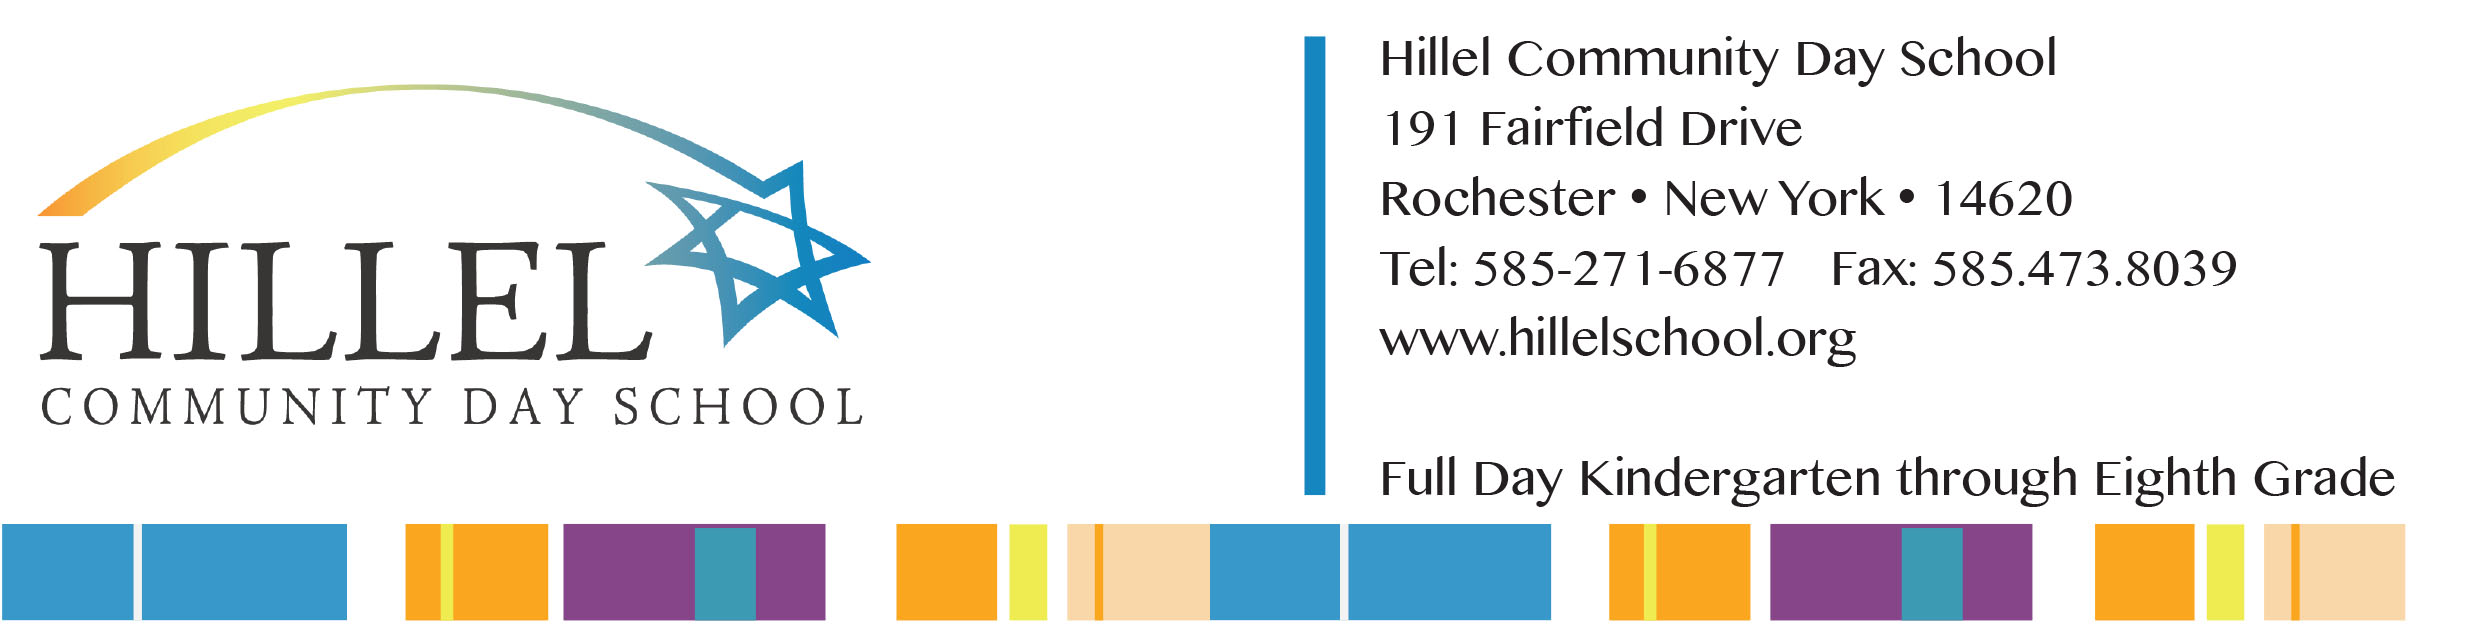 HILLEL
COMMUNITY DAY SCHOOL
Hillel Community Day School
191 Fairfield Drive
Rochester • New York • 14620
Tel: 585-271-6877 Fax: 585.473.8039
www.hillelschool.org
Full Day Kindergarten through Eighth Grade